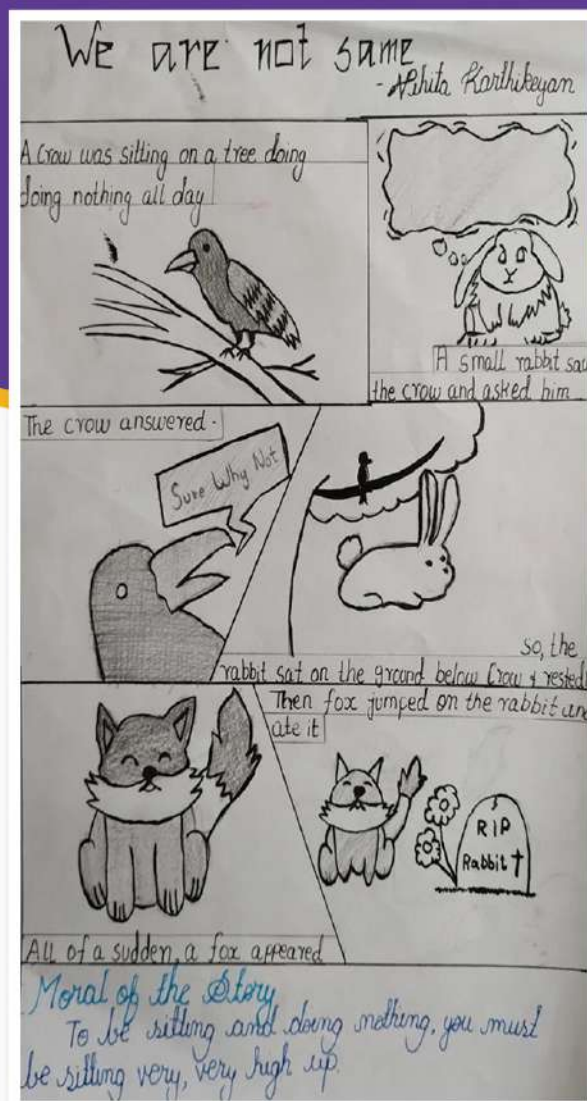 We are not same
-Nihita Karthikeyan
A Crow was sitting on a tree doing
doing nothing all day
A small rabbit saw
the crow and asked him
The crow answered.
Sure Why Not
so, the
rabbit sat on the ground below Crow & rested
All of a sudden, a fox appeared
Then fox jumped on the rabbit and
ate it
RIP
Rabbit
Moral of the Story
To be sitting and doing nothing, you must
be sitting very, very high up.